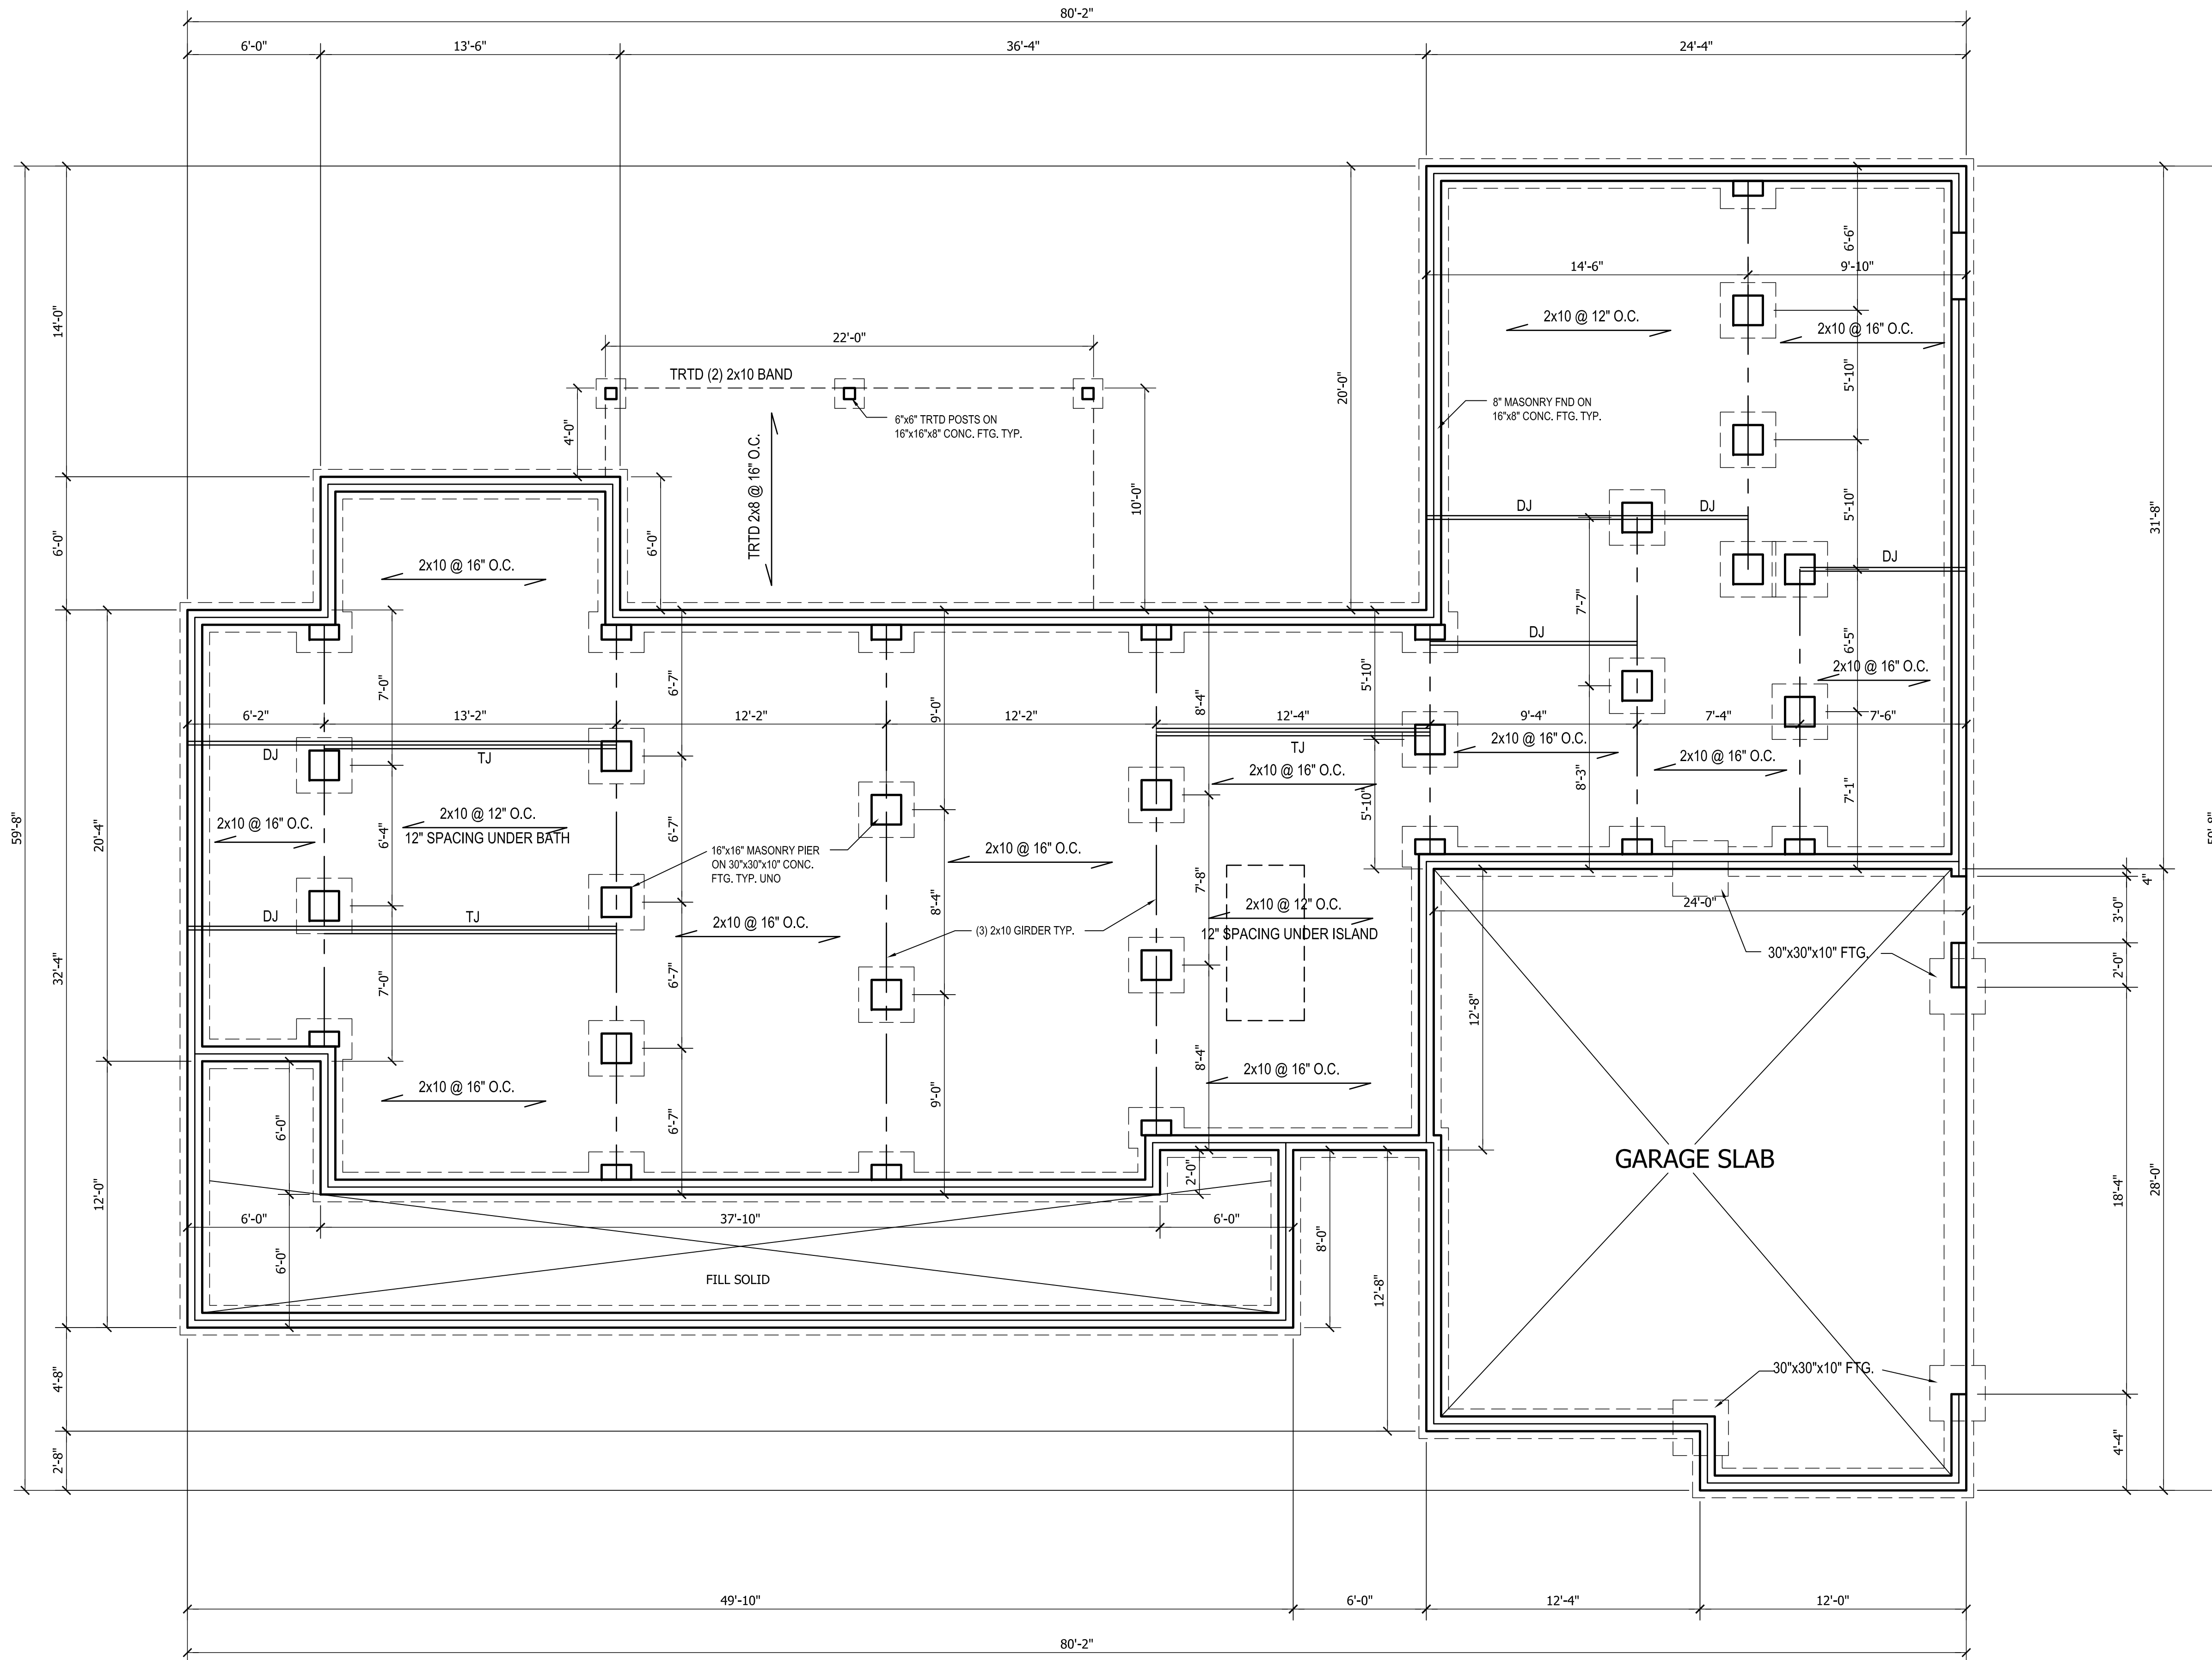 80'-2"
6'-0"
13'-6"
36'-4"
24'-4"
59'-8"
14'-0"
6'-0"
32'-4"
4'-8"
2'-8"
20'-4"
12'-0"
22'-0"
TRTD (2) 2x10 BAND
4'-0"
6"x6" TRTD POSTS ON
16"x16"x8" CONC. FTG. TYP.
TRTD 2x8 @ 16" O.C.
10'-0"
20'-0"
6'-0"
2x10 @ 16" O.C.
8" MASONRY FND ON
16"x8" CONC. FTG. TYP.
14'-6"
9'-10"
2x10 @ 12" O.C.
2x10 @ 16" O.C.
6'-6"
5'-10"
5'-10"
6'-5"
7'-1"
DJ
DJ
DJ
DJ
7'-7"
8'-3"
2x10 @ 16" O.C.
31'-8"
59'-8"
6'-2"
13'-2"
12'-2"
12'-2"
12'-4"
9'-4"
7'-4"
7'-6"
7'-0"
6'-4"
7'-0"
6'-7"
6'-7"
6'-7"
6'-7"
9'-0"
8'-4"
9'-0"
8'-4"
7'-8"
8'-4"
5'-10"
5'-10"
DJ
TJ
TJ
2x10 @ 16" O.C.
2x10 @ 16" O.C.
2x10 @ 16" O.C.
2x10 @ 16" O.C.
2x10 @ 12" O.C.
12" SPACING UNDER BATH
16"x16" MASONRY PIER
ON 30"x30"x10" CONC.
FTG. TYP. UNO
2x10 @ 16" O.C.
2x10 @ 12" O.C.
12" SPACING UNDER ISLAND
DJ
TJ
2x10 @ 16" O.C.
(3) 2x10 GIRDER TYP.
24'-0"
30"x30"x10" FTG.
4"
3'-0"
2'-0"
18'-4"
4'-4"
28'-0"
12'-8"
2x10 @ 16" O.C.
2x10 @ 16" O.C.
GARAGE SLAB
6'-0"
6'-0"
2'-0"
6'-0"
37'-10"
6'-0"
8'-0"
12'-8"
FILL SOLID
30"x30"x10" FTG.
49'-10"
6'-0"
12'-4"
12'-0"
80'-2"